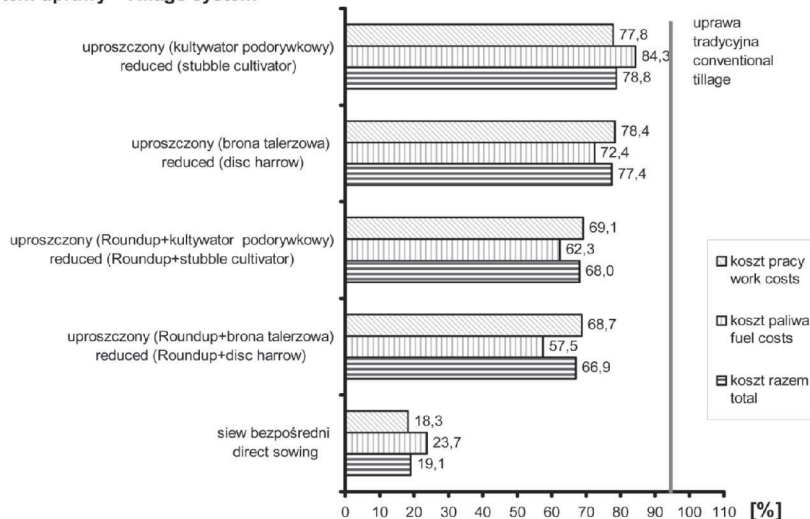 uprawy - Tillage system
uproszczony (kultywator podorywkowy)
reduced (stubble cultivator)
77,8
84,3
78,8
uprawa
tradycyjna
conventional
tillage
uproszczony (brona talerzowa)
reduced (disc harrow)
78,4
72,4
77,4
uproszczony (Roundup+kultywator podorywkowy)
reduced (Roundup+stubble cultivator)
69,1
62,3
68,0
uproszczony (Roundup+brona talerzowa)
reduced (Roundup+disc harrow)
68,7
57,5
66,9
siew bezpośredni
direct sowing
18,3
23,7
19,1
koszt pracy
work costs
koszt paliwa
fuel costs
koszt razem
total
0 10 20 30 40 50 60 70 80 90 100 110 [%]